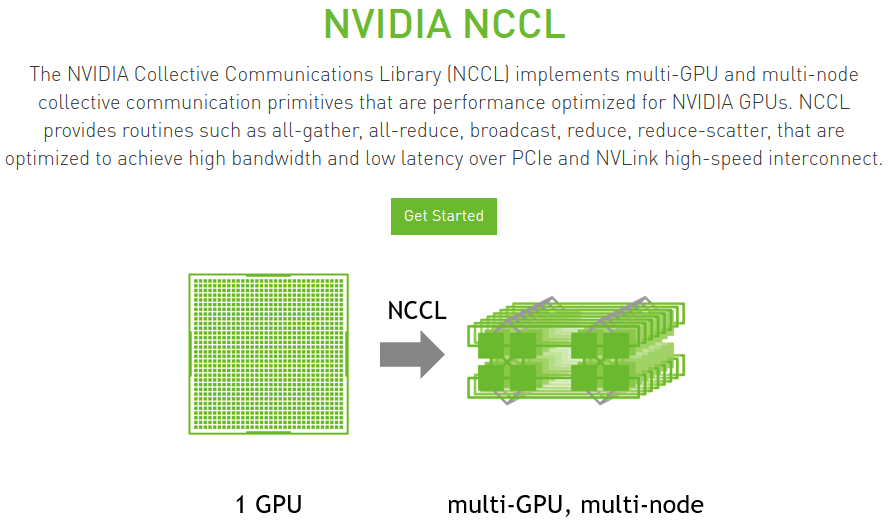 NVIDIA NCCL
The NVIDIA Collective Communications Library (NCCL) implements multi-GPU and multi-node
collective communication primitives that are performance optimized for NVIDIA GPUs. NCCL
provides routines such as all-gather, all-reduce, broadcast, reduce, reduce-scatter, that are
optimized to achieve high bandwidth and low latency over PCIe and NVLink high-speed interconnect.
Get Started
NCCL
1 GPU
multi-GPU, multi-node